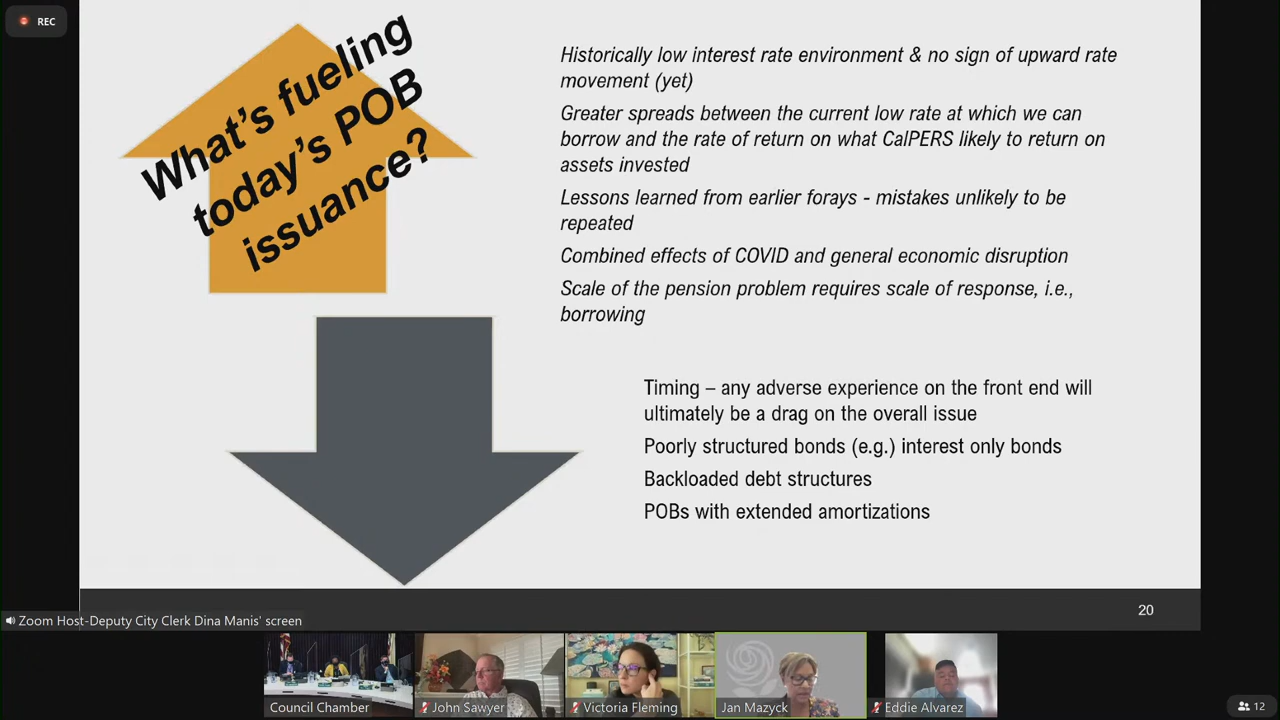 REC
What's fueling
today's POB
issuance?
Historically low interest rate environment & no sign of upward rate
movement (yet)
Greater spreads between the current low rate at which we can
borrow and the rate of return on what CalPERS likely to return on
assets invested
Lessons learned from earlier forays - mistakes unlikely to be
repeated
Combined effects of COVID and general economic disruption
Scale of the pension problem requires scale of response, i.e.,
borrowing
Timing – any adverse experience on the front end will
ultimately be a drag on the overall issue
Poorly structured bonds (e.g.) interest only bonds
Backloaded debt structures
POBs with extended amortizations
20
Zoom Host-Deputy City Clerk Dina Manis' screen
Council Chamber
John Sawyer
Victoria Fleming
Jan Mazyck
Eddie Alvarez
12